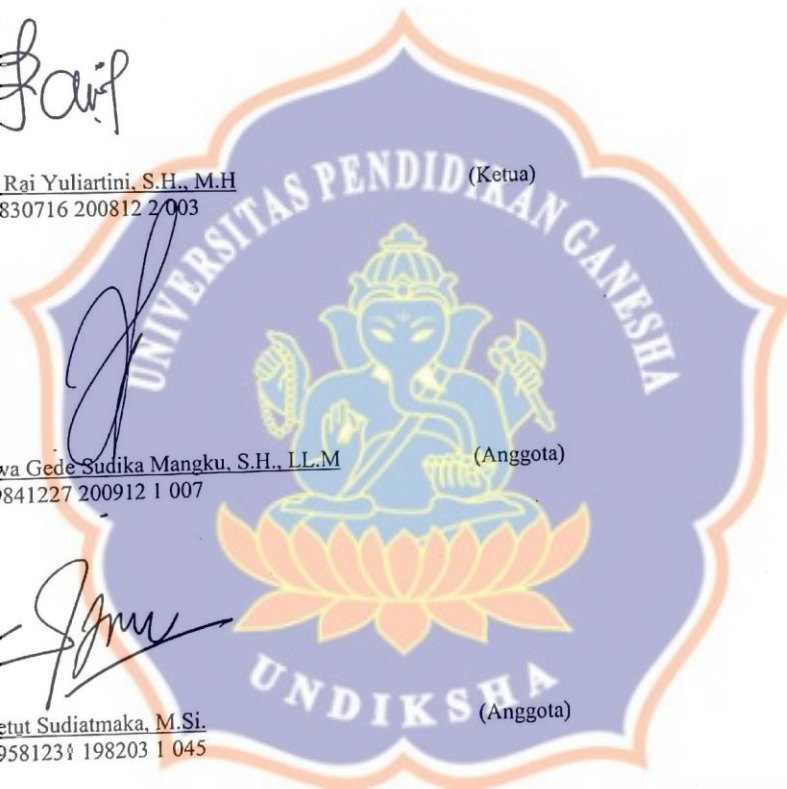 Rai Yuliartini, S.H., M.H (Ketua)
830716 200812 2 003
UNIVERSITAS PENDIDIKAN GANESHA
Gede Sudika Mangku, S.H., LL.M (Anggota)
9841227 200912 1 007
UNDIKSHA
etut Sudiatmaka, M.Si. (Anggota)
9581231 198203 1 045